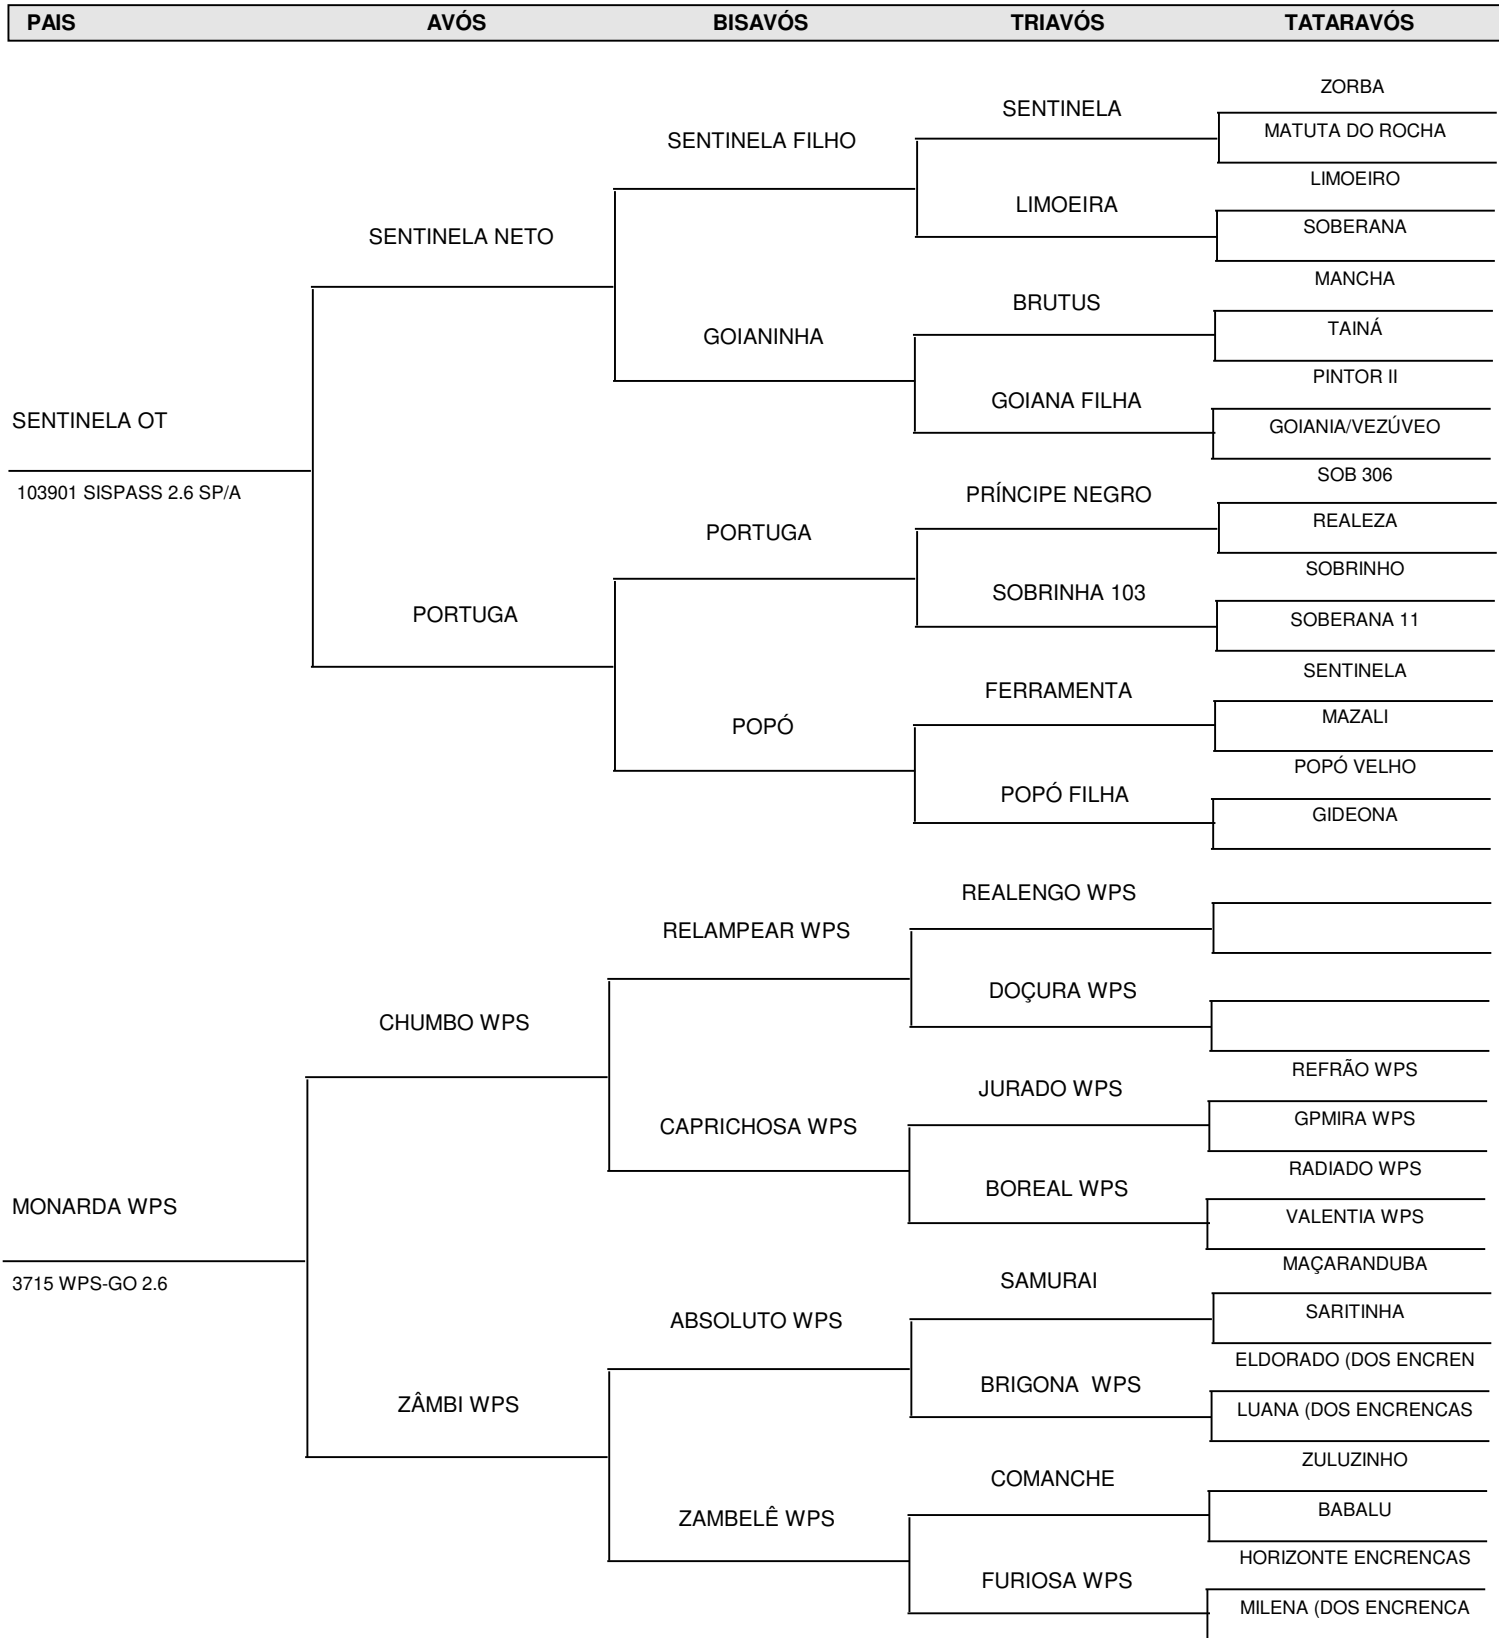 PAIS AVÓS BISAVÓS TRIAVÓS TATARAVÓS
ZORBA
SENTINELA
MATUTA DO ROCHA
SENTINELA FILHO
LIMOEIRO
LIMOEIRA
SOBERANA
SENTINELA NETO
MANCHA
BRUTUS
TAINÁ
GOIANINHA
PINTOR II
GOIANA FILHA
SENTINELA OT
GOIANIA/VEZÚVEO
SOB 306
103901 SISPASS 2.6 SP/A
PRÍNCIPE NEGRO
REALEZA
PORTUGA
SOBRINHO
SOBRINHA 103
PORTUGA
SOBERANA 11
SENTINELA
FERRAMENTA
MAZALI
POPÓ
POPÓ VELHO
POPÓ FILHA
GIDEONA
REALENGO WPS
RELAMPEAR WPS
DOÇURA WPS
CHUMBO WPS
REFRÃO WPS
JURADO WPS
GPMIRA WPS
CAPRICHOSA WPS
RADIADO WPS
BOREAL WPS
MONARDA WPS
VALENTIA WPS
MAÇARANDUBA
SAMURAI
3715 WPS-GO 2.6
SARITINHA
ABSOLUTO WPS
ELDORADO (DOS ENCREN
BRIGONA WPS
ZÂMBI WPS
LUANA (DOS ENCRENCAS
ZULUZINHO
COMANCHE
BABALU
ZAMBELÊ WPS
HORIZONTE ENCRENCAS
FURIOSA WPS
MILENA (DOS ENCRENCA